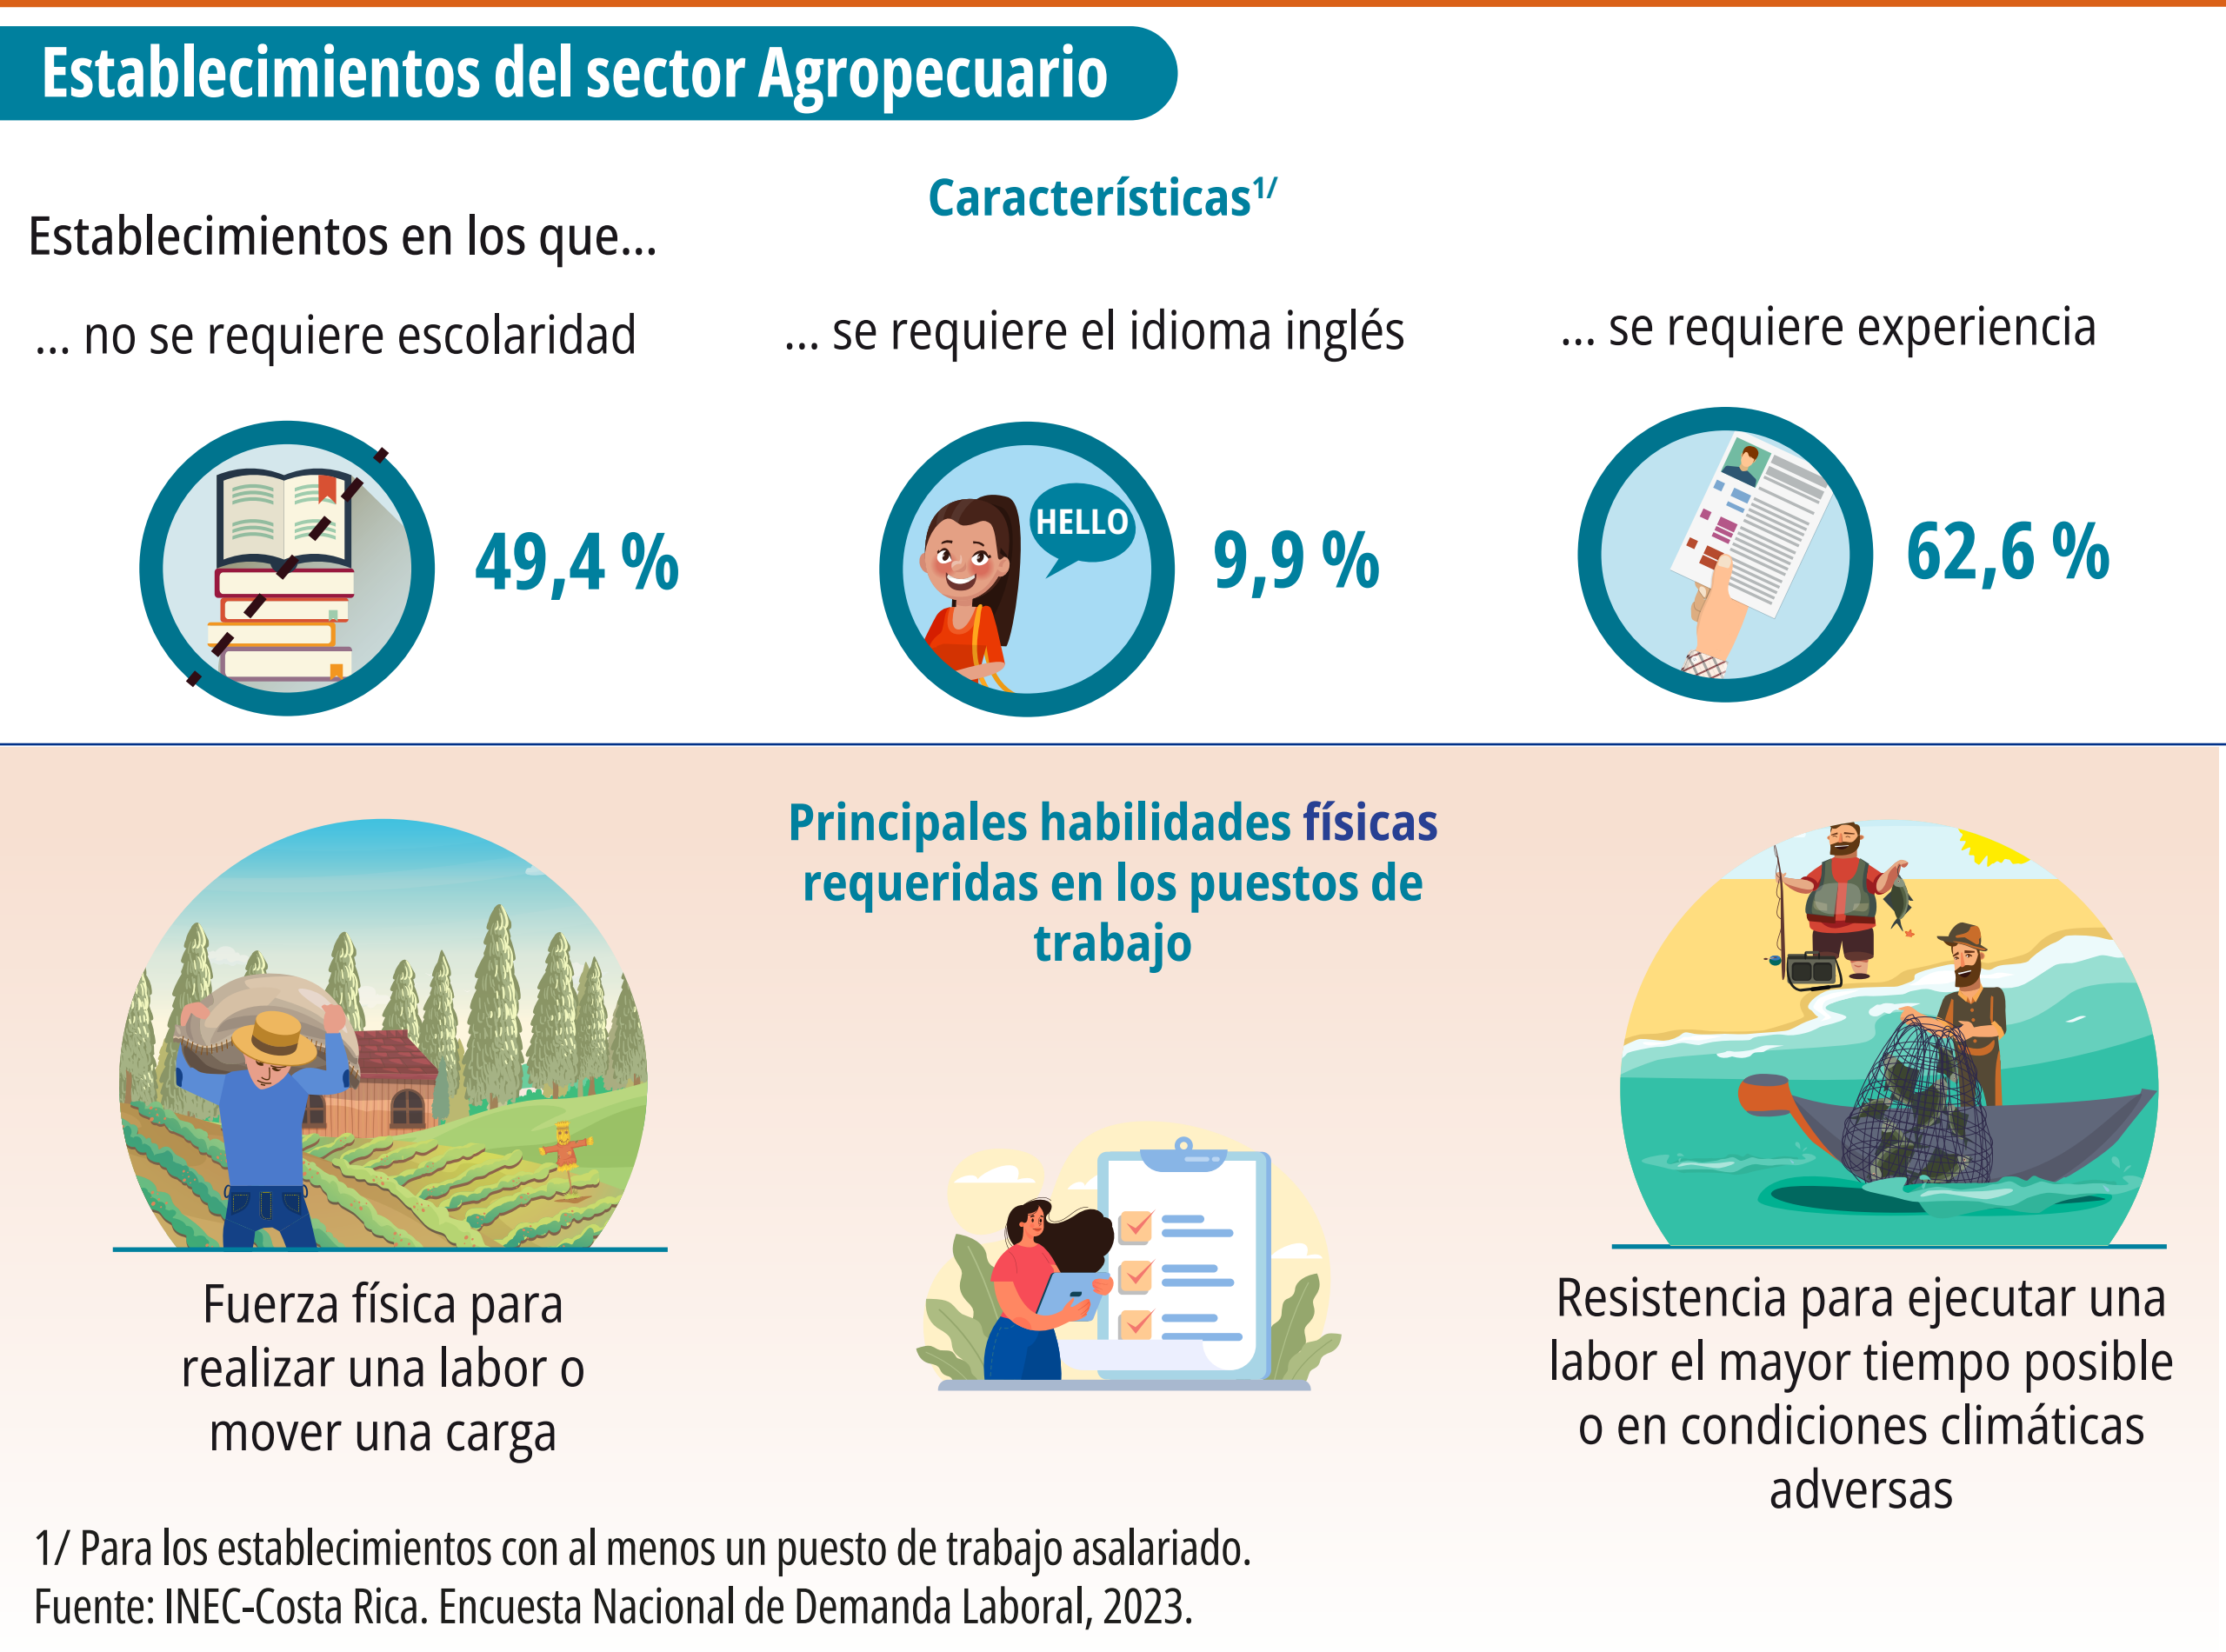 Establecimientos del sector Agropecuario
Características1/
Establecimientos en los que...
... no se requiere escolaridad
... se requiere el idioma inglés
... se requiere experiencia
49,4 %
HELLO
9,9 %
62,6 %
Principales habilidades físicas
requeridas en los puestos de
trabajo
Fuerza física para
realizar una labor o
mover una carga
Resistencia para ejecutar una
labor el mayor tiempo posible
o en condiciones climáticas
adversas
1/ Para los establecimientos con al menos un puesto de trabajo asalariado.
Fuente: INEC-Costa Rica. Encuesta Nacional de Demanda Laboral, 2023.